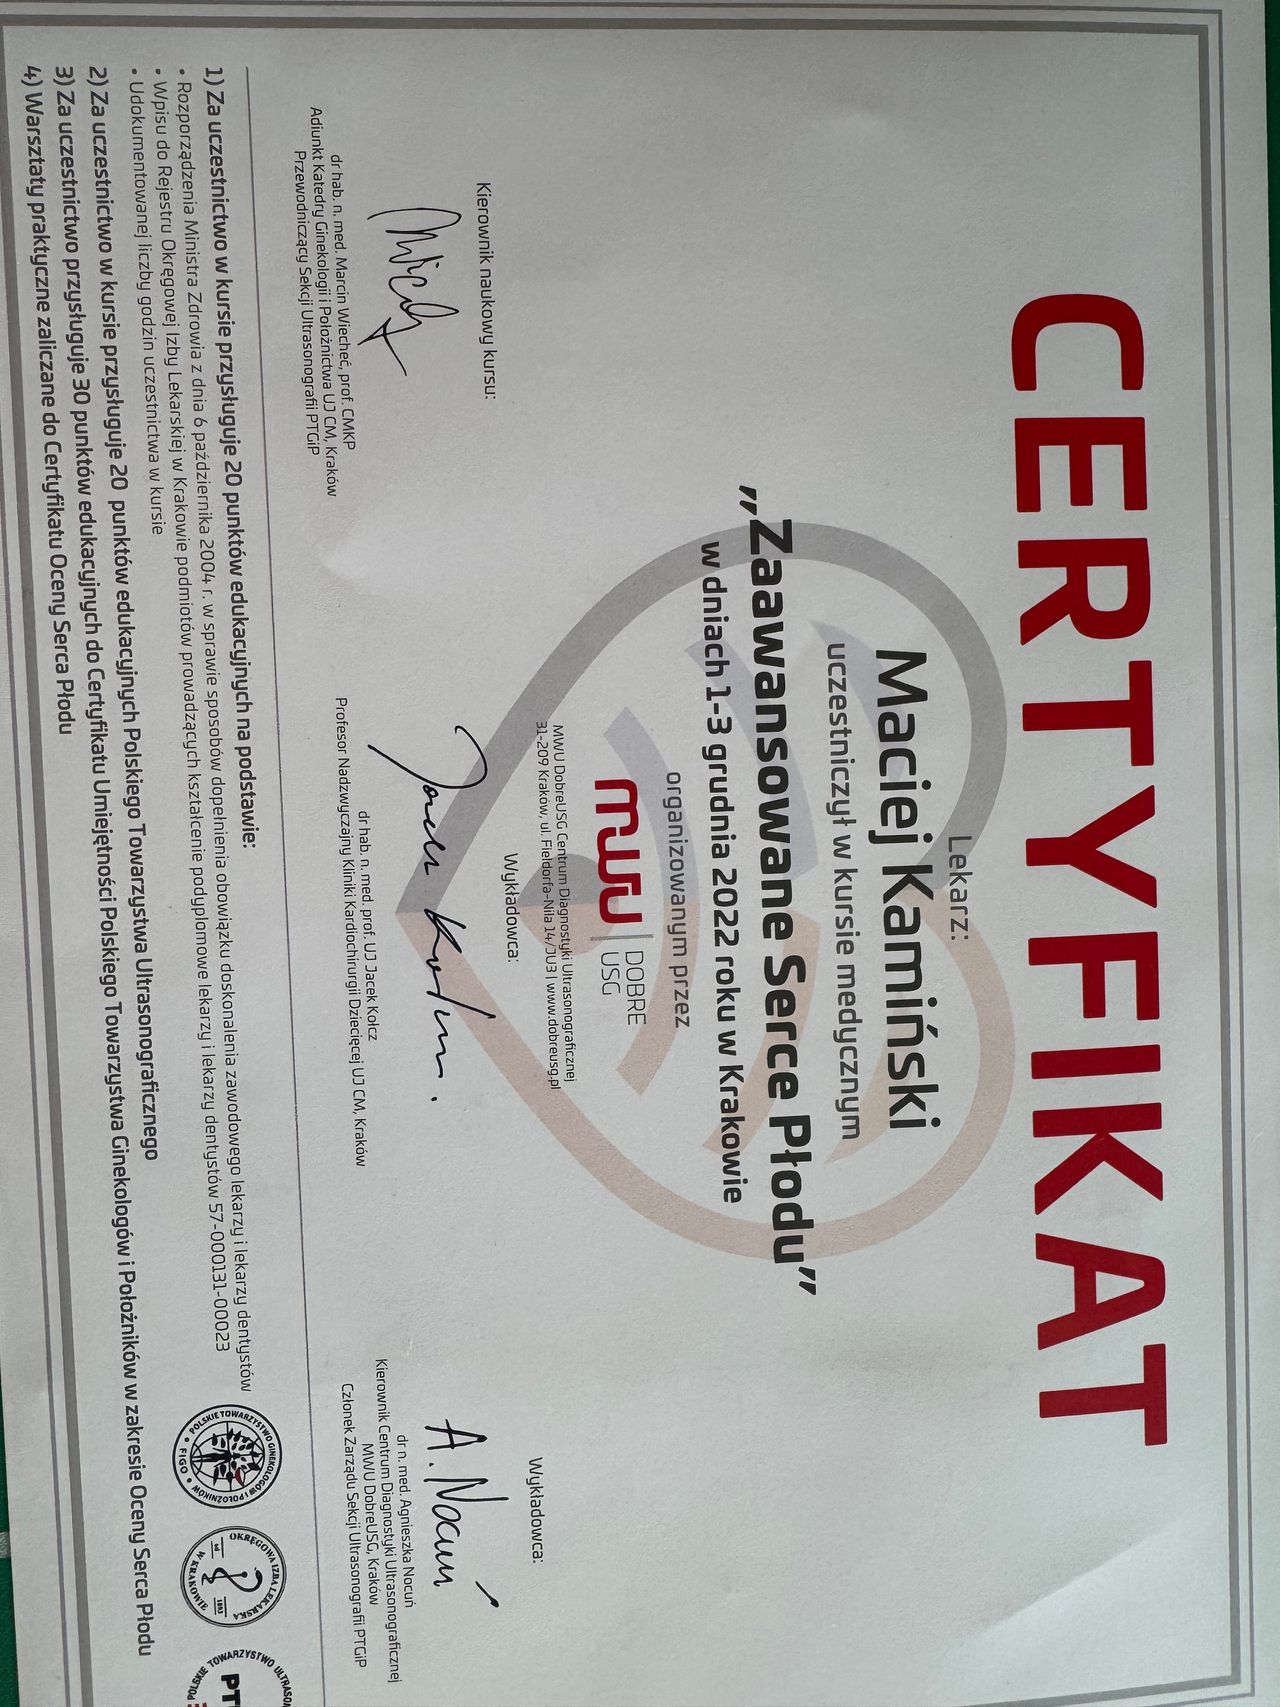 CERTYFIKAT
Lekarz:
Maciej Kamiński
uczestniczył w kursie medycznym
„Zaawansowane Serce Płodu”
w dniach 1-3 grudnia 2022 roku w Krakowie
organizowanym przez
mwu DOBRE
USG
MWU DobreUSG Centrum Diagnostyki Ultrasonograficznej
31-209 Kraków, ul. Fieldorfa-Nila 14/JU3 | www.dobreusg.pl
Kierownik naukowy kursu:
dr hab. n. med. Marcin Wiecheć, prof. CMKP
Adiunkt Katedry Ginekologii i Położnictwa UJ CM, Kraków
Przewodniczący Sekcji Ultrasonografii PTGiP
Wykładowca:
dr hab. n. med. prof. UJ Jacek Kołcz
Profesor Nadzwyczajny Kliniki Kardiochirurgii Dziecięcej UJ CM, Kraków
Wykładowca:
A. Nocuń
dr n. med. Agnieszka Nocuń
Kierownik Centrum Diagnostyki Ultrasonograficznej
MWU DobreUSG, Kraków
Członek Zarządu Sekcji Ultrasonografii PTGiP
1) Za uczestnictwo w kursie przysługuje 20 punktów edukacyjnych na podstawie:
• Rozporządzenia Ministra Zdrowia z dnia 6 października 2004 r. w sprawie sposobów dopełnienia obowiązku doskonalenia zawodowego lekarzy i lekarzy dentystów
• Wpisu do Rejestru Okręgowej Izby Lekarskiej w Krakowie podmiotów prowadzących kształcenie podyplomowe lekarzy i lekarzy dentystów 57-000131-00023
• Udokumentowanej liczby godzin uczestnictwa w kursie
2) Za uczestnictwo w kursie przysługuje 20 punktów edukacyjnych Polskiego Towarzystwa Ultrasonograficznego
3) Za uczestnictwo przysługuje 30 punktów edukacyjnych do Certyfikatu Umiejętności Polskiego Towarzystwa Ginekologów i Położników w zakresie Oceny Serca Płodu
4) Warsztaty praktyczne zaliczane do Certyfikatu Oceny Serca Płodu
POLSKIE TOWARZYSTWO GINEKOLOGÓW I POŁOŻNIKÓW
FIGO
OKRĘGOWA IZBA LEKARSKA
W KRAKOWIE
1893
POLSKIE TOWARZYSTWO
PT